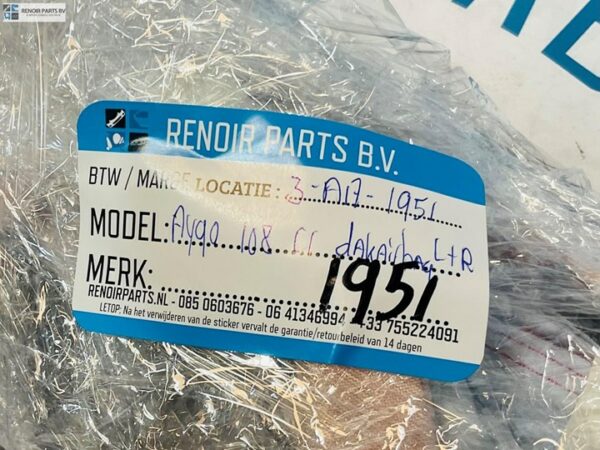 RENOIR PARTS BV
RENOIR PARTS B.V.
BTW / MARGE LOCATIE : 3-A17-1951
MODEL: Aygo 108 C1 dakairbag L+R
MERK: 1951
RENOIRPARTS.NL - 085 0603676 - 06 41346994 - +33 755224091
LETOP: Na het verwijderen van de sticker vervalt de garantie/retourbeleid van 14 dagen